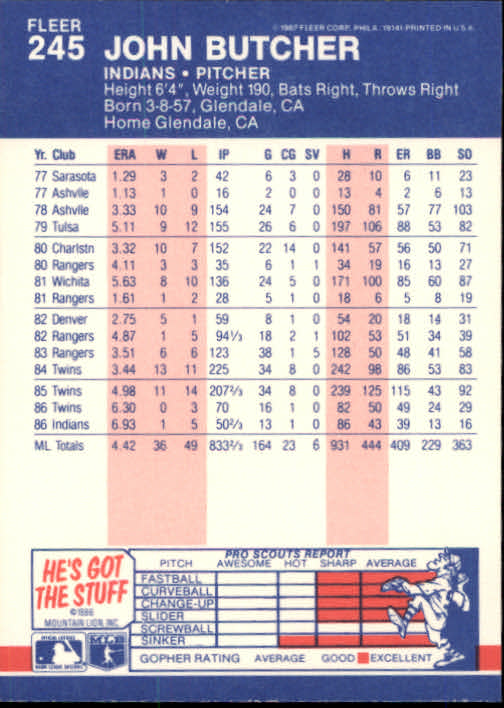 FLEER
245 JOHN BUTCHER
© 1987 FLEER CORP., PHILA. 19141-PRINTED IN U.S.A.
INDIANS • PITCHER
Height 6'4", Weight 190, Bats Right, Throws Right
Born 3-8-57, Glendale, CA
Home Glendale, CA
Yr. Club ERA W L IP G CG SV H R ER BB SO
77 Sarasota 1.29 3 2 42 6 3 0 28 10 6 11 23
77 Ashvlle 1.13 1 0 16 2 0 0 13 4 2 6 13
78 Ashvlle 3.33 10 9 154 24 7 0 150 81 57 77 103
79 Tulsa 5.11 9 12 155 26 6 0 197 106 88 53 82
80 Charlstn 3.32 10 7 152 22 14 0 141 57 56 50 71
80 Rangers 4.11 3 3 35 6 1 1 34 19 16 13 27
81 Wichita 5.63 8 10 136 24 5 0 171 100 85 60 87
81 Rangers 1.61 1 2 28 5 1 0 18 6 5 8 19
82 Denver 2.75 5 1 59 8 1 0 54 20 18 14 31
82 Rangers 4.87 1 5 94 1/3 18 2 1 102 53 51 34 39
83 Rangers 3.51 6 6 123 38 1 5 128 50 48 41 58
84 Twins 3.44 13 11 225 34 8 0 242 98 86 53 83
85 Twins 4.98 11 14 207 2/3 34 8 0 239 125 115 43 92
86 Twins 6.30 0 3 70 16 1 0 82 50 49 24 29
86 Indians 6.93 1 5 50 2/3 13 1 0 86 43 39 13 16
ML Totals 4.42 36 49 833 2/3 164 23 6 931 444 409 229 363
HE'S GOT
THE STUFF
© 1986
MOUNTAIN LION, INC.
PRO SCOUTS REPORT
PITCH AWESOME HOT SHARP AVERAGE
FASTBALL
CURVEBALL
CHANGE-UP
SLIDER
SCREWBALL
SINKER
GOPHER RATING AVERAGE GOOD EXCELLENT
MLB